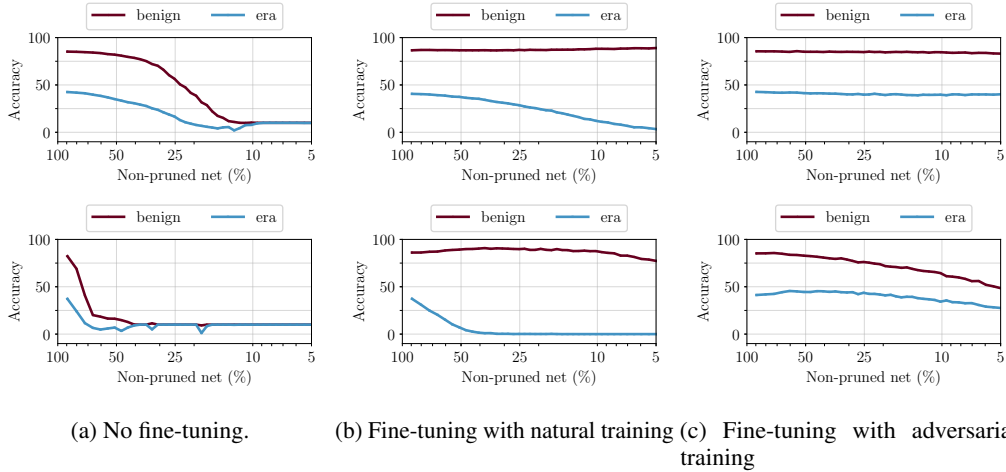 benign era
100
50
0
Accuracy
100 50 25 10 5
Non-pruned net (%)
benign era
100
50
0
Accuracy
100 50 25 10 5
Non-pruned net (%)
benign era
100
50
0
Accuracy
100 50 25 10 5
Non-pruned net (%)
benign era
100
50
0
Accuracy
100 50 25 10 5
Non-pruned net (%)
benign era
100
50
0
Accuracy
100 50 25 10 5
Non-pruned net (%)
benign era
100
50
0
Accuracy
100 50 25 10 5
Non-pruned net (%)
(a) No fine-tuning.
(b) Fine-tuning with natural training
(c) Fine-tuning with adversaria
training